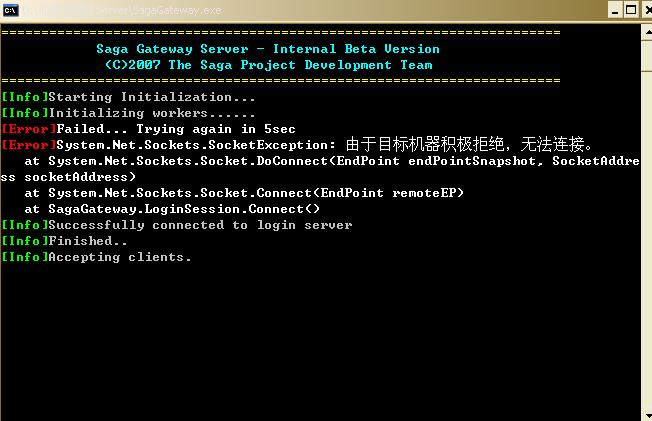 Server\SagaGateway.exe
==================================================================
Saga Gateway Server - Internal Beta Version
(C)2007 The Saga Project Development Team
==================================================================
[Info]Starting Initialization...
[Info]Initializing workers......
[Error]Failed... Trying again in 5sec
[Error]System.Net.Sockets.SocketException: 由于目标机器积极拒绝，无法连接。
at System.Net.Sockets.Socket.DoConnect(EndPoint endPointSnapshot, SocketAddre
ss socketAddress)
at System.Net.Sockets.Socket.Connect(EndPoint remoteEP)
at SagaGateway.LoginSession.Connect()
[Info]Successfully connected to login server
[Info]Finished..
[Info]Accepting clients.